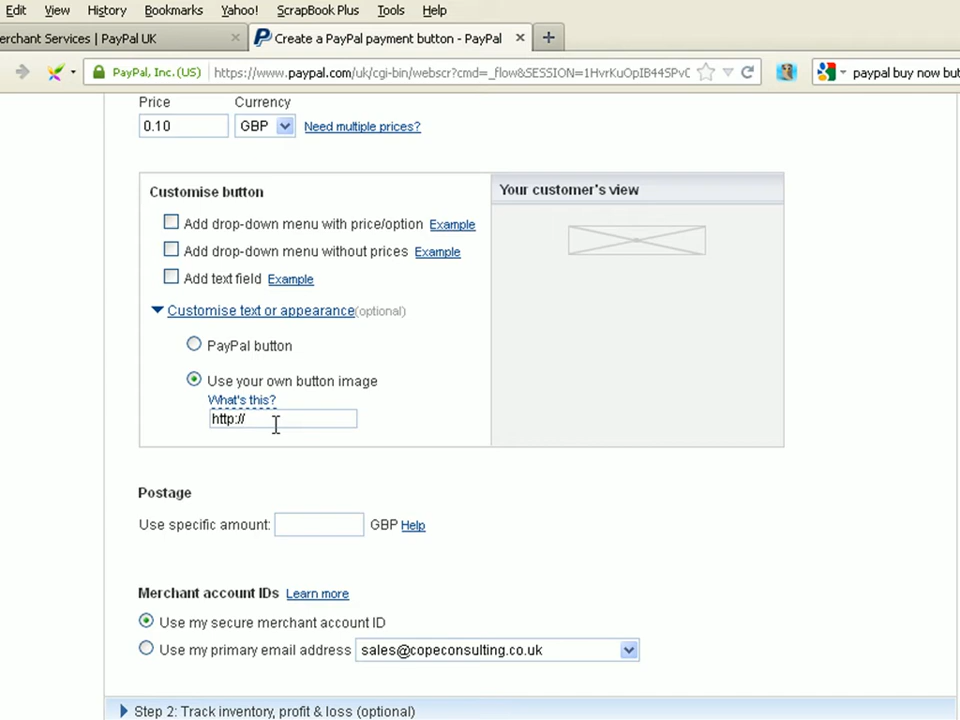 Edit View History Bookmarks Yahoo! ScrapBook Plus Tools Help
erchant Services | PayPal UK Create a PayPal payment button - PayPal
PayPal, Inc. (US) https://www.paypal.com/uk/cgi-bin/webscr?cmd=_flow&SESSION=1HvrKuOpIB44SPvC paypal buy now but
Price Currency
0.10 GBP Need multiple prices?
Customise button Your customer's view
Add drop-down menu with price/option Example
Add drop-down menu without prices Example
Add text field Example
Customise text or appearance(optional)
PayPal button
Use your own button image
What's this?
http://
Postage
Use specific amount: GBP Help
Merchant account IDs Learn more
Use my secure merchant account ID
Use my primary email address sales@copeconsulting.co.uk
Step 2: Track inventory, profit & loss (optional)